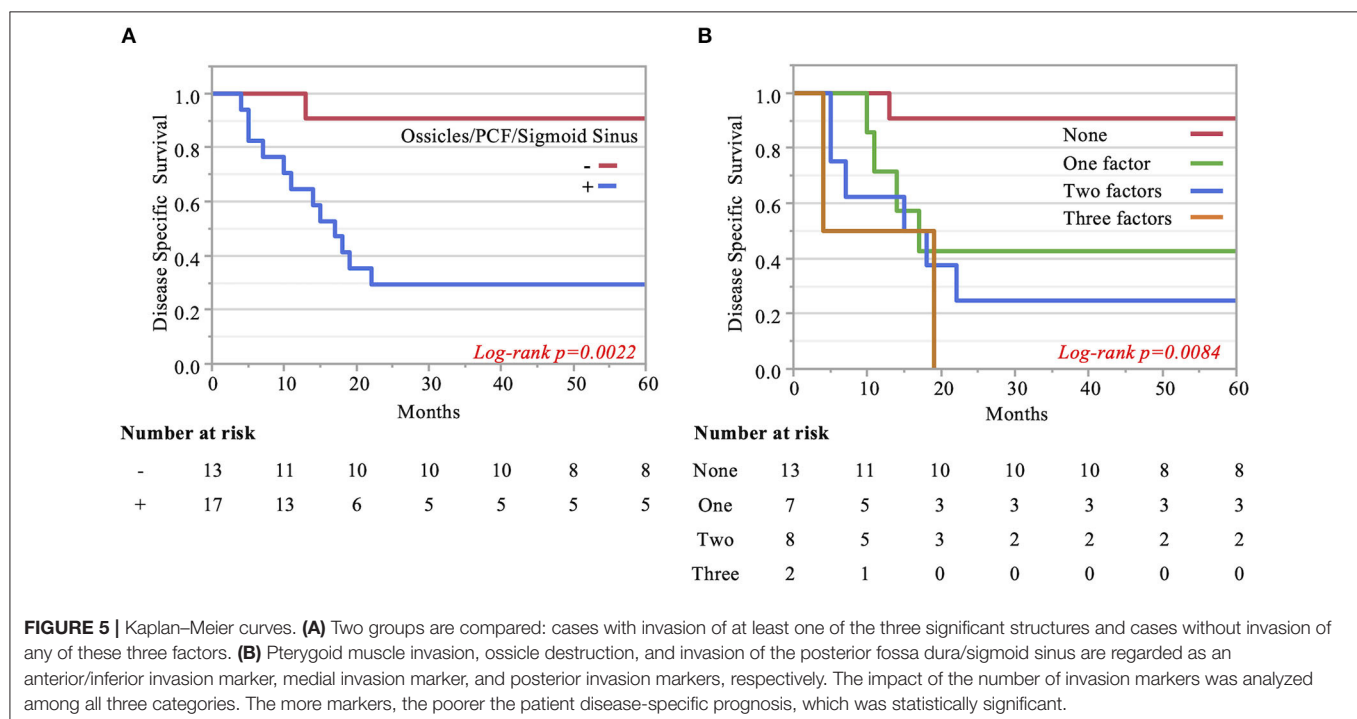 A
1.0
0.8
0.6
0.4
0.2
0.0
Disease Specific Survival
Ossicles/PCF/Sigmoid Sinus
-
+
Log-rank p=0.0022
0 10 20 30 40 50 60
Months
Number at risk
- 13 11 10 10 10 8 8
+ 17 13 6 5 5 5 5
B
1.0
0.8
0.6
0.4
0.2
0.0
Disease Specific Survival
None
One factor
Two factors
Three factors
Log-rank p=0.0084
0 10 20 30 40 50 60
Months
Number at risk
None 13 11 10 10 10 8 8
One 7 5 3 3 3 3 3
Two 8 5 3 2 2 2 2
Three 2 1 0 0 0 0 0
FIGURE 5 | Kaplan–Meier curves. (A) Two groups are compared: cases with invasion of at least one of the three significant structures and cases without invasion of
any of these three factors. (B) Pterygoid muscle invasion, ossicle destruction, and invasion of the posterior fossa dura/sigmoid sinus are regarded as an
anterior/inferior invasion marker, medial invasion marker, and posterior invasion markers, respectively. The impact of the number of invasion markers was analyzed
among all three categories. The more markers, the poorer the patient disease-specific prognosis, which was statistically significant.